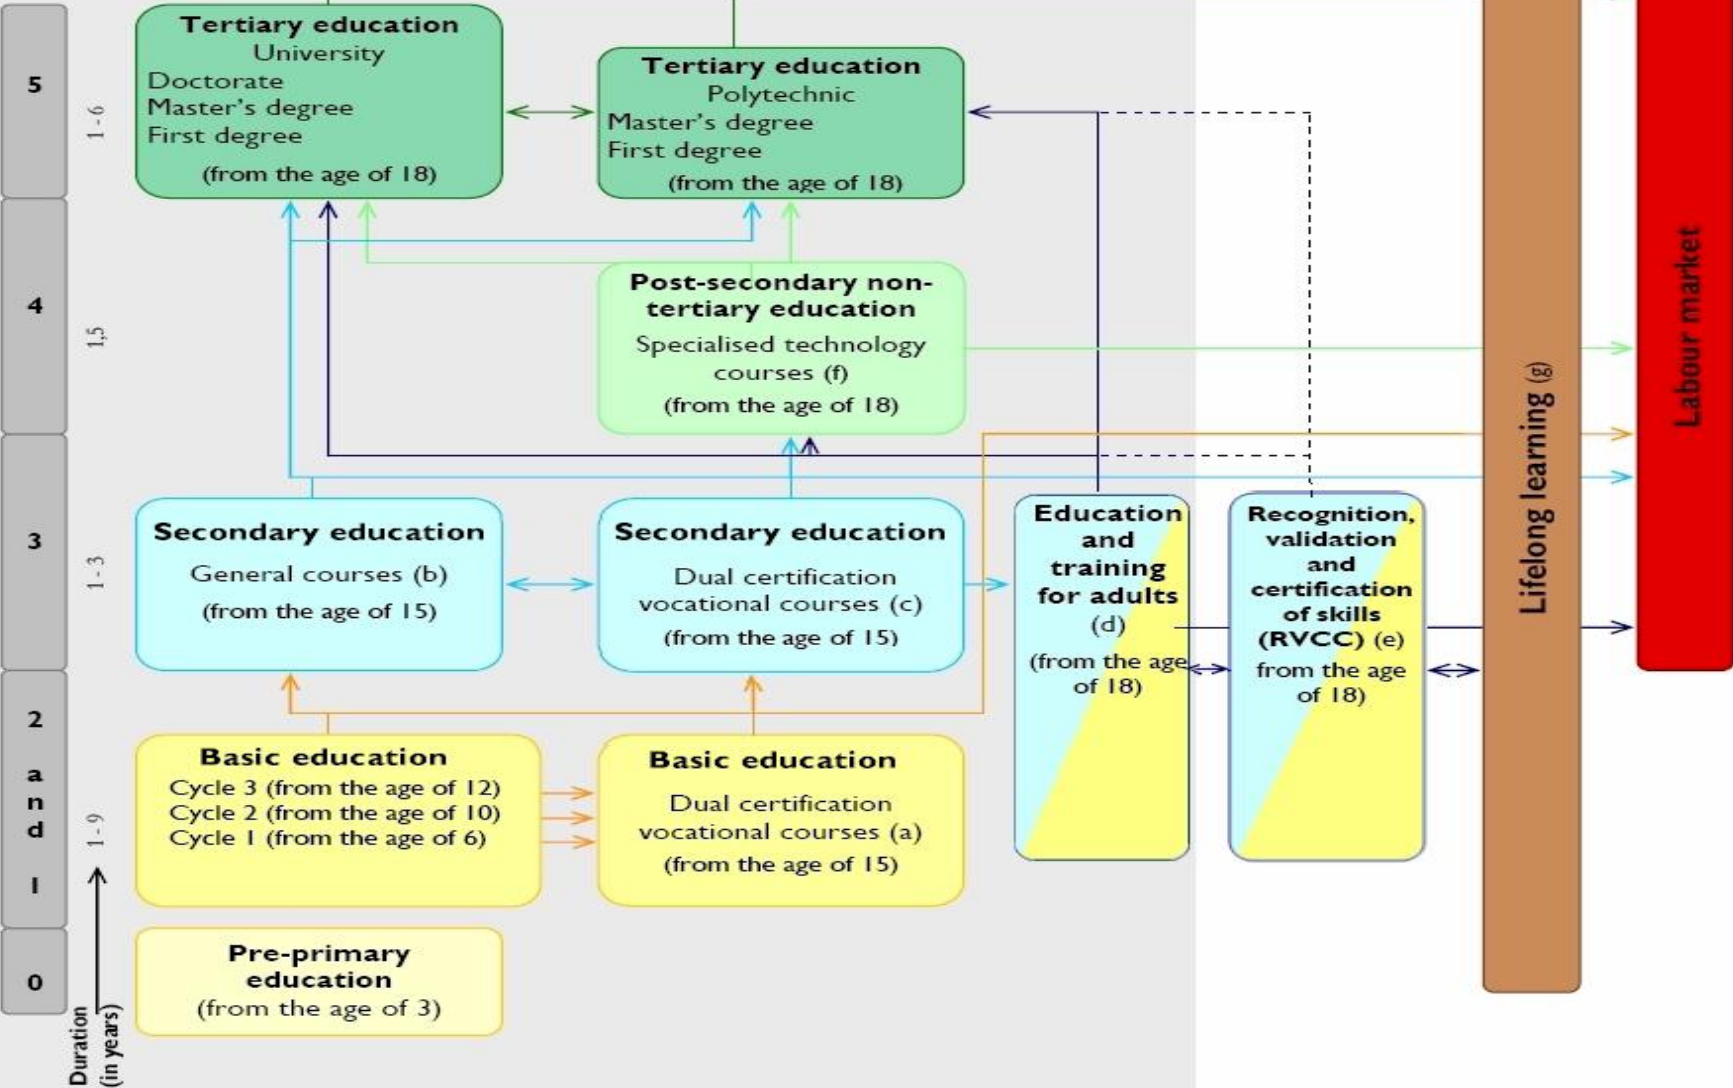 5
1 - 6
Tertiary education
University
Doctorate
Master's degree
First degree
(from the age of 18)
Tertiary education
Polytechnic
Master's degree
First degree
(from the age of 18)
4
1,5
Post-secondary non-
tertiary education
Specialised technology
courses (f)
(from the age of 18)
3
1 - 3
Secondary education
General courses (b)
(from the age of 15)
Secondary education
Dual certification
vocational courses (c)
(from the age of 15)
Education
and
training
for adults
(d)
(from the age
of 18)
Recognition,
validation
and
certification
of skills
(RVCC) (e)
from the age
of 18)
2
and
1
1 - 9
Basic education
Cycle 3 (from the age of 12)
Cycle 2 (from the age of 10)
Cycle 1 (from the age of 6)
Basic education
Dual certification
vocational courses (a)
(from the age of 15)
0
Pre-primary
education
(from the age of 3)
Duration
(in years)
Lifelong learning (g)
Labour market